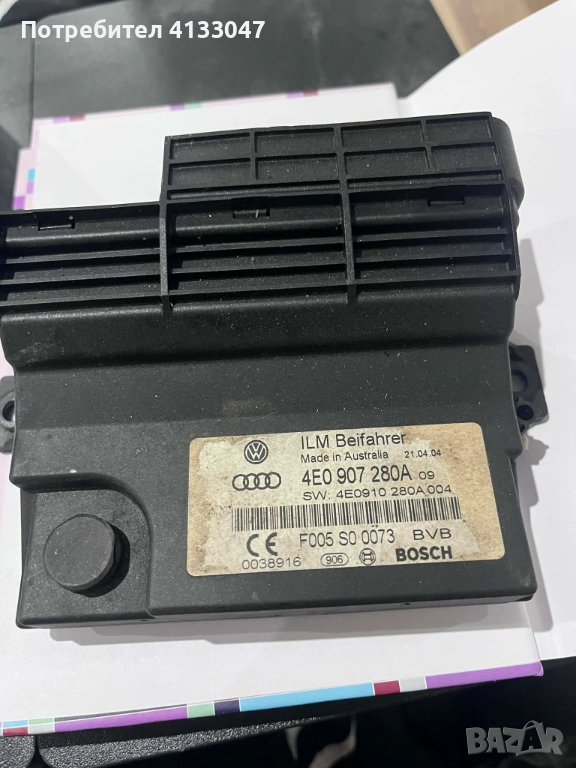 Потребител 4133047
ILM Beifahrer
Made in Australia 21.04.04
4E0 907 280A 09
SW: 4E0910 280A 004
F005 S0 0073 BVB
CE 0038916 906 BOSCH
BAZAR